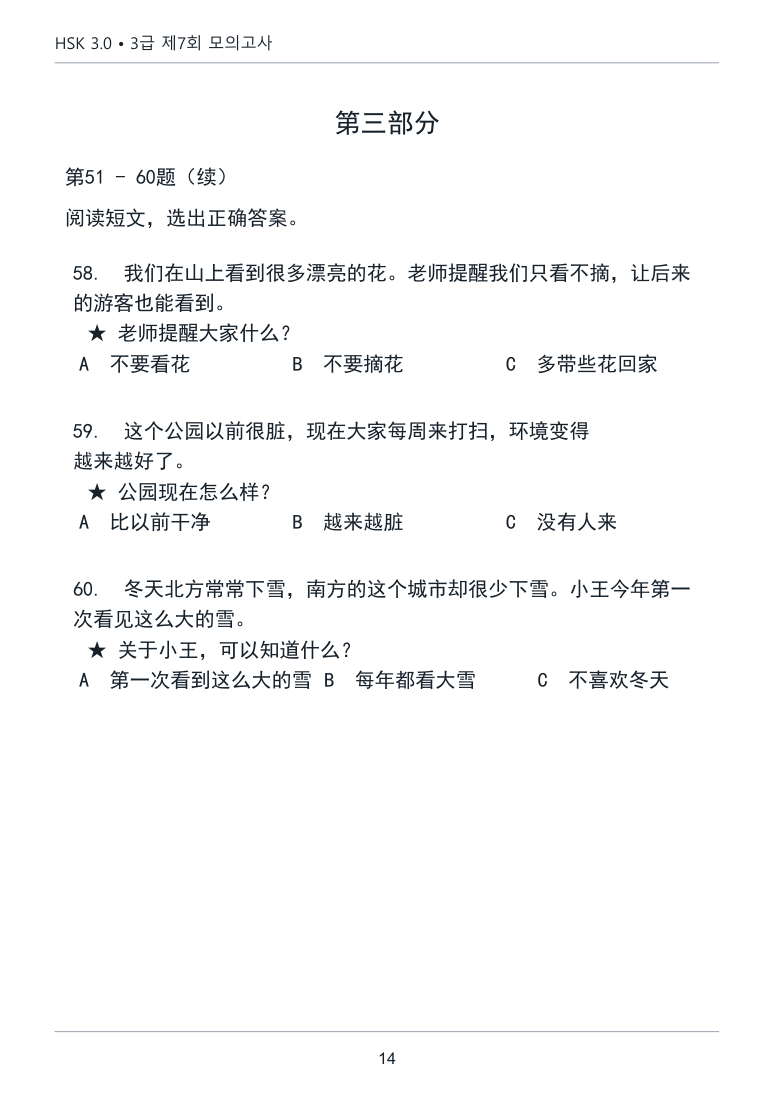 HSK 3.0 • 3급 제7회 모의고사
第三部分
第51 - 60题（续）
阅读短文，选出正确答案。
58. 我们在山上看到很多漂亮的花。老师提醒我们只看不摘，让后来
的游客也能看到。
★ 老师提醒大家什么？
A 不要看花 B 不要摘花 C 多带些花回家
59. 这个公园以前很脏，现在大家每周来打扫，环境变得
越来越好了。
★ 公园现在怎么样？
A 比以前干净 B 越来越脏 C 没有人来
60. 冬天北方常常下雪，南方的这个城市却很少下雪。小王今年第一
次看见这么大的雪。
★ 关于小王，可以知道什么？
A 第一次看到这么大的雪 B 每年都看大雪 C 不喜欢冬天
14